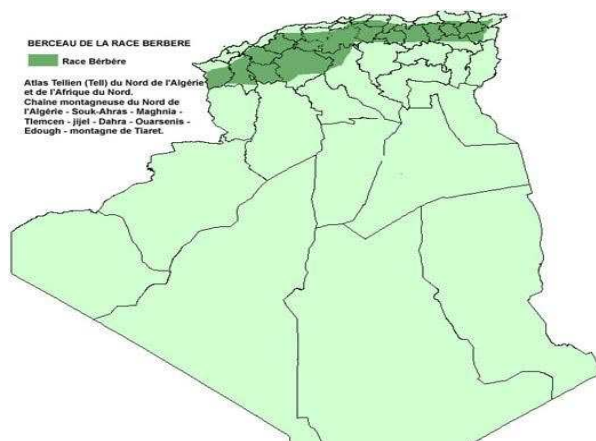 BERCEAU DE LA RACE BERBERE
Race Bérbére
Atlas Tellien (Tell) du Nord de l'Algérie
et de l'Afrique du Nord.
Chaîne montagneuse du Nord de
l'Algérie - Souk-Ahras - Maghnia -
Tlemcen - jijel - Dahra - Ouarsenis -
Edough - montagne de Tiaret.